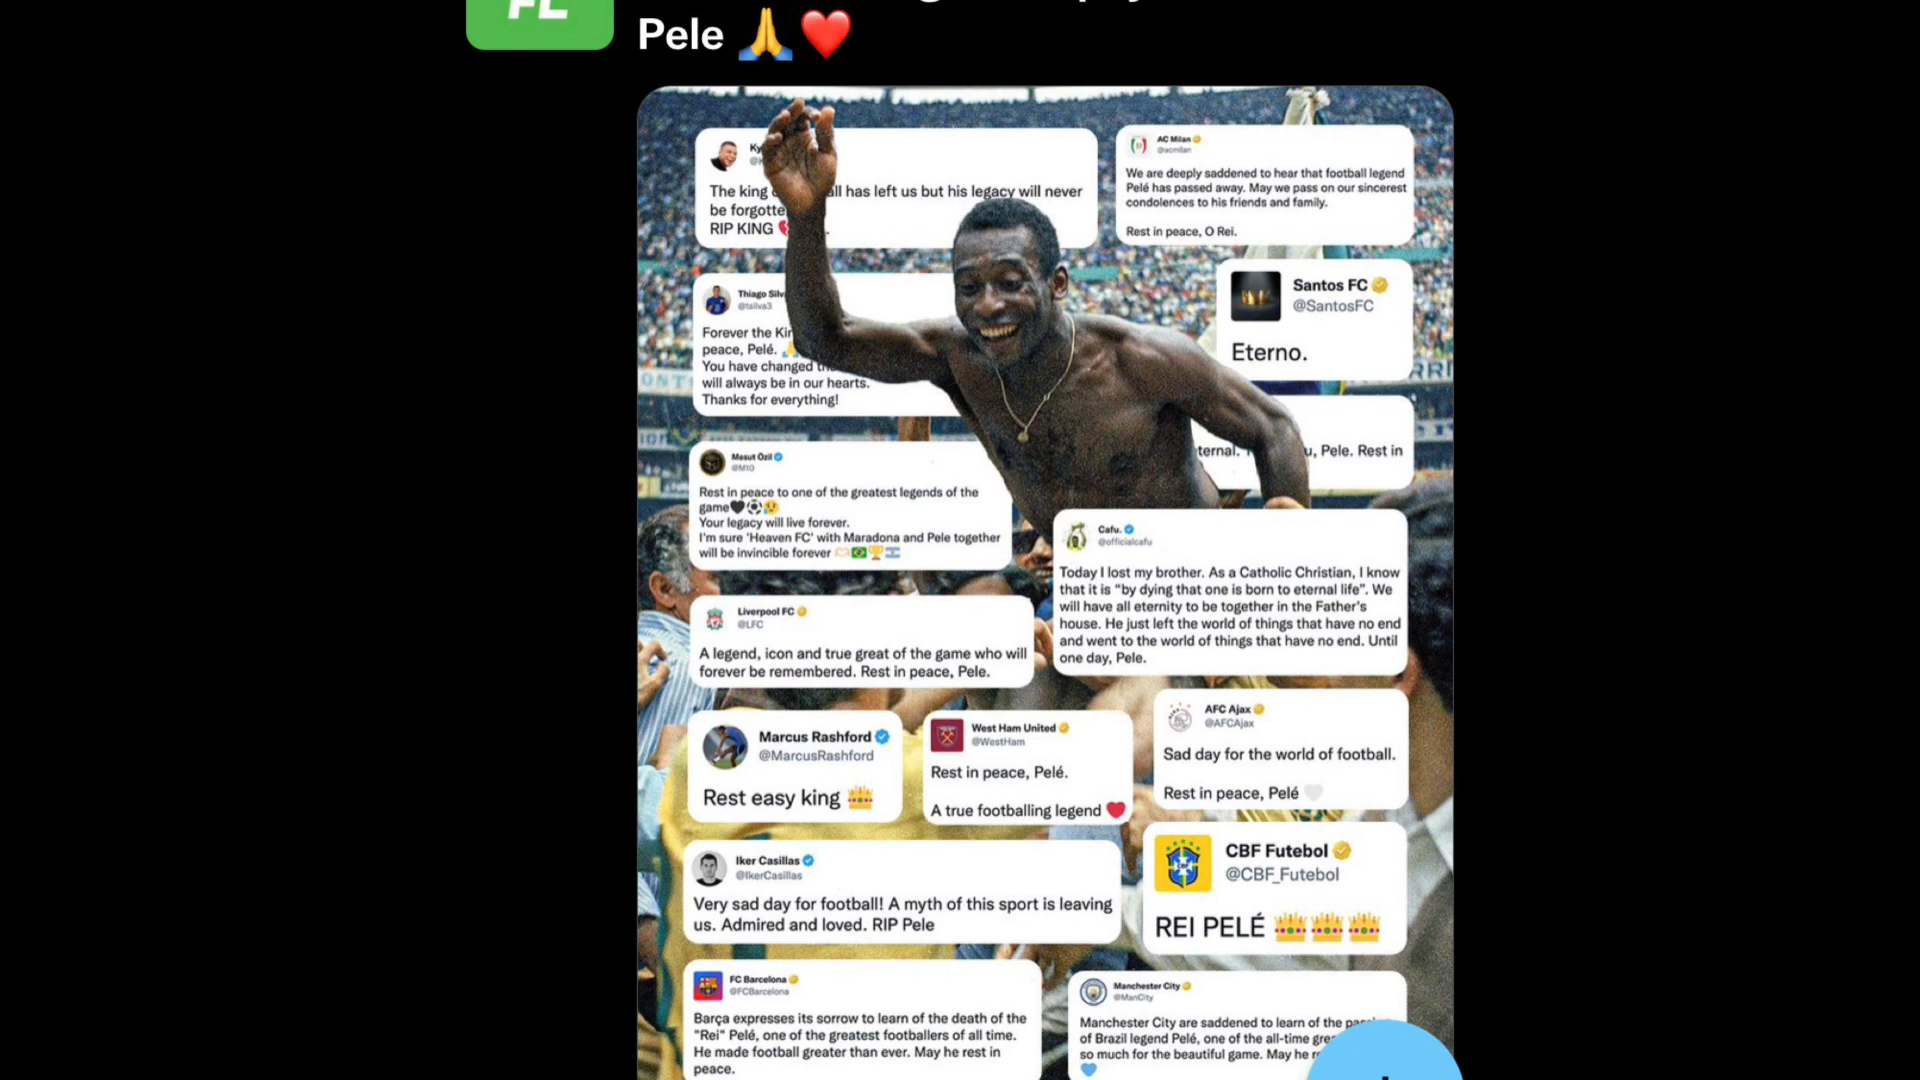 FL
Pele 🙏❤️
Ky
The king all has left us but his legacy will never
be forgotte
RIP KING 💔
AC Milan
@acmilan
We are deeply saddened to hear that football legend
Pelé has passed away. May we pass on our sincerest
condolences to his friends and family.
Rest in peace, O Rei.
Thiago Silv
@tsilva3
Forever the Kin
peace, Pelé. 🙏
You have changed
will always be in our hearts.
Thanks for everything!
Santos FC
@SantosFC
Eterno.
ternal. u, Pele. Rest in
Mesut Özil
@M10
Rest in peace to one of the greatest legends of the
game🖤⚽😢
Your legacy will live forever.
I'm sure 'Heaven FC' with Maradona and Pele together
will be invincible forever 🫶🇧🇷🏆🇦🇷
Cafu.
@officialcafu
Today I lost my brother. As a Catholic Christian, I know
that it is “by dying that one is born to eternal life”. We
will have all eternity to be together in the Father's
house. He just left the world of things that have no end
and went to the world of things that have no end. Until
one day, Pele.
Liverpool FC
@LFC
A legend, icon and true great of the game who will
forever be remembered. Rest in peace, Pele.
Marcus Rashford
@MarcusRashford
Rest easy king 👑
West Ham United
@WestHam
Rest in peace, Pelé.
A true footballing legend ❤️
AFC Ajax
@AFCAjax
Sad day for the world of football.
Rest in peace, Pelé 🤍
Iker Casillas
@IkerCasillas
Very sad day for football! A myth of this sport is leaving
us. Admired and loved. RIP Pele
CBF Futebol
@CBF_Futebol
REI PELÉ 👑👑👑
FC Barcelona
@FCBarcelona
Barça expresses its sorrow to learn of the death of the
"Rei" Pelé, one of the greatest footballers of all time.
He made football greater than ever. May he rest in
peace.
Manchester City
@ManCity
Manchester City are saddened to learn of the
of Brazil legend Pelé, one of the all-time
so much for the beautiful game. May he
💙